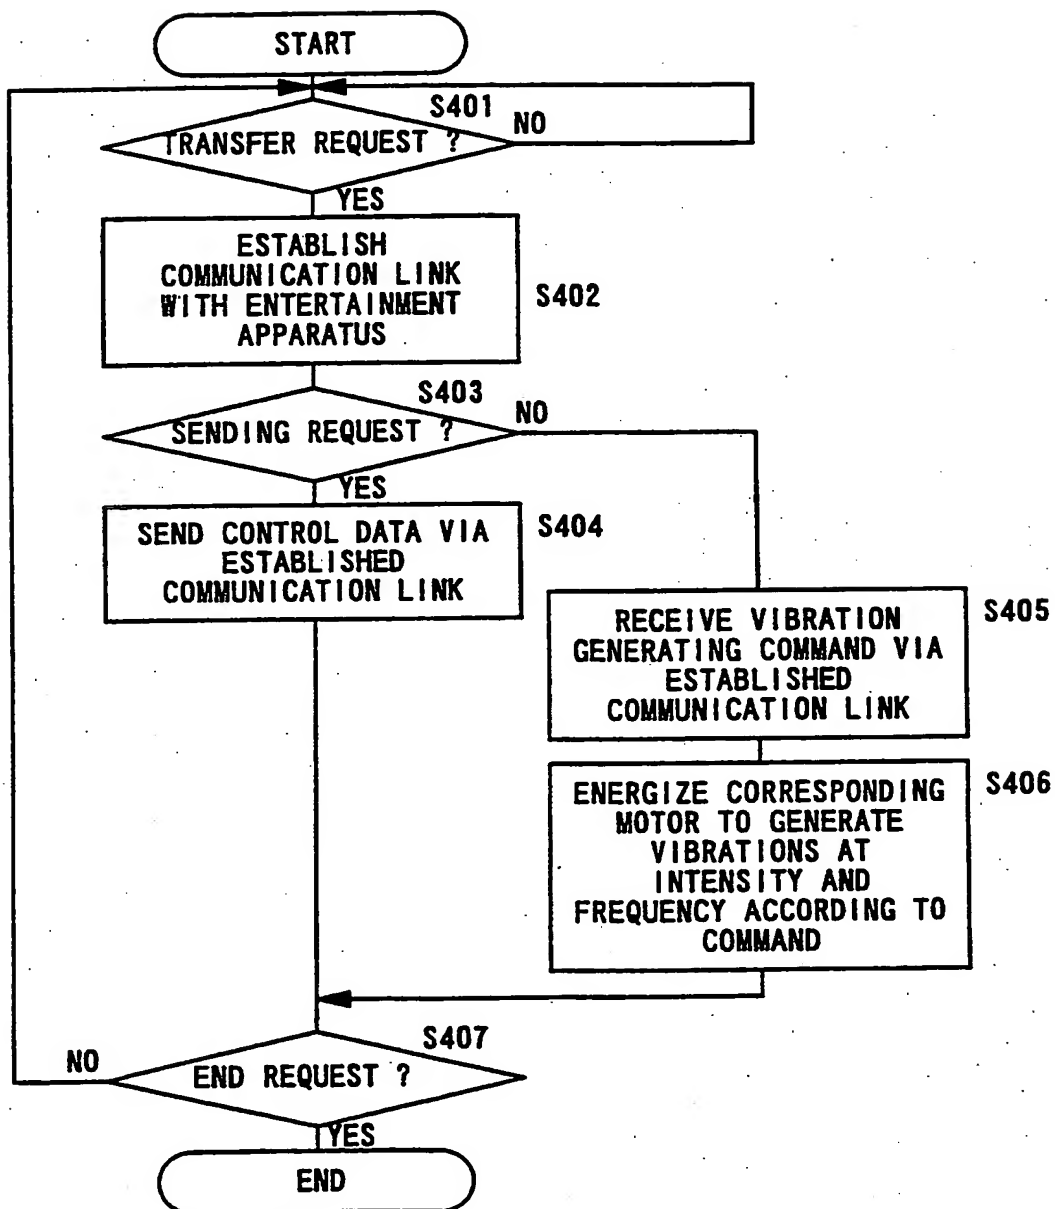 START
S401
TRANSFER REQUEST ?
NO
YES
ESTABLISH
COMMUNICATION LINK
WITH ENTERTAINMENT
APPARATUS
S402
S403
SENDING REQUEST ?
NO
YES
SEND CONTROL DATA VIA
ESTABLISHED
COMMUNICATION LINK
S404
RECEIVE VIBRATION
GENERATING COMMAND VIA
ESTABLISHED
COMMUNICATION LINK
S405
ENERGIZE CORRESPONDING
MOTOR TO GENERATE
VIBRATIONS AT
INTENSITY AND
FREQUENCY ACCORDING TO
COMMAND
S406
S407
NO
END REQUEST ?
YES
END